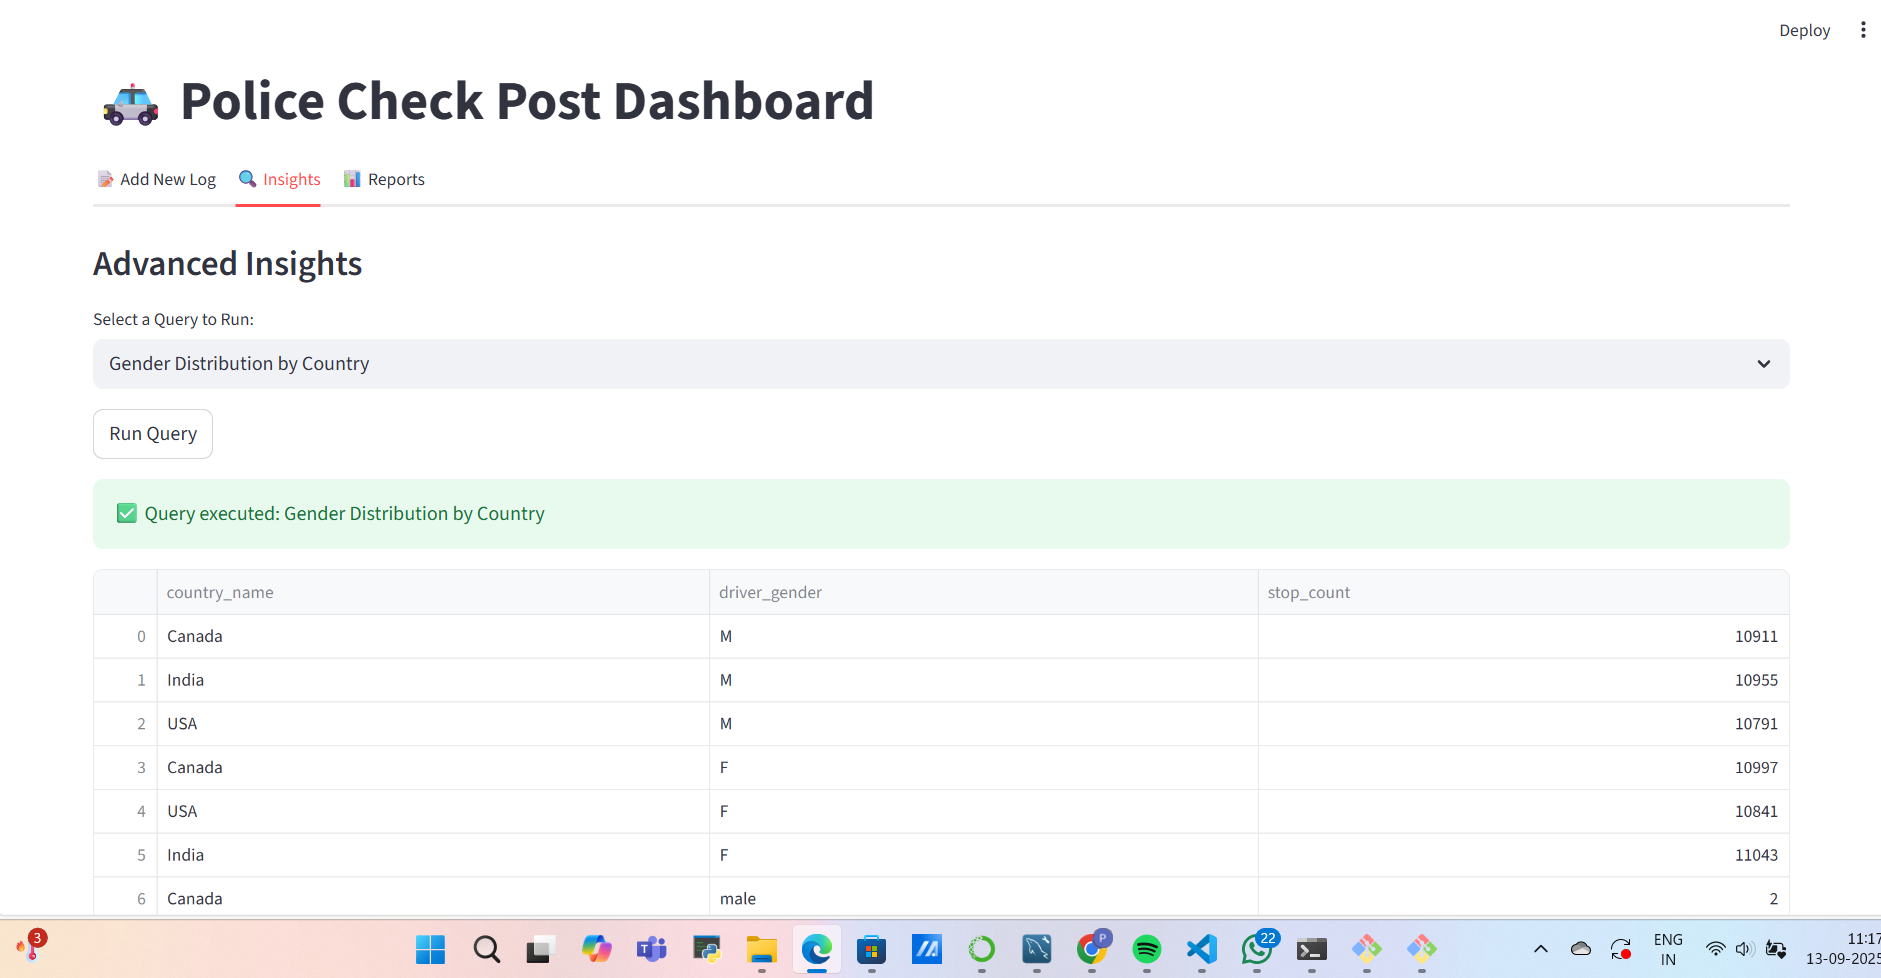 Deploy
Police Check Post Dashboard
Add New Log Insights Reports
Advanced Insights
Select a Query to Run:
Gender Distribution by Country
Run Query
Query executed: Gender Distribution by Country
country_name driver_gender stop_count
0 Canada M 10911
1 India M 10955
2 USA M 10791
3 Canada F 10997
4 USA F 10841
5 India F 11043
6 Canada male 2
3
T
P
22
ENG
IN
11:17
13-09-2025